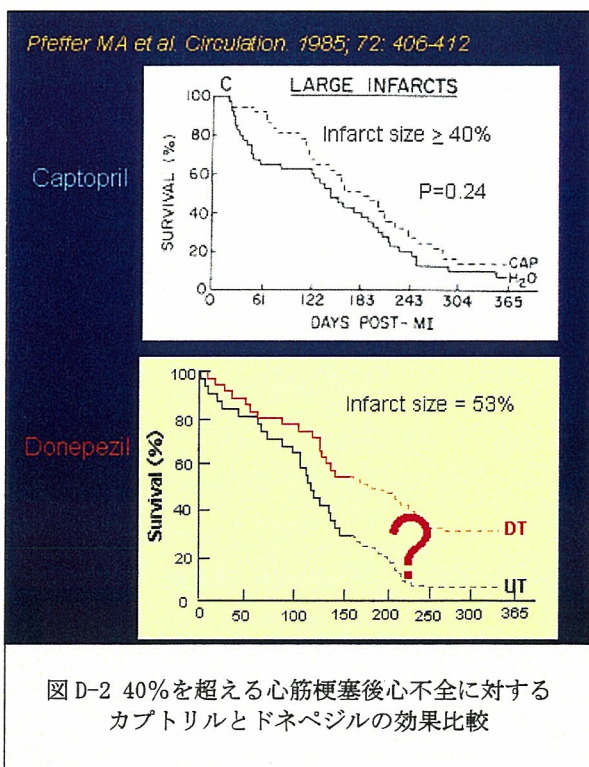 Pfeffer MA et al. Circulation. 1985; 72: 406-412
Captopril
C LARGE INFARCTS
Infarct size ≥ 40%
P=0.24
SURVIVAL (%)
100
80
60
40
20
0
CAP
H₂O
0 61 122 183 243 304 365
DAYS POST-MI
Donepezil
Infarct size = 53%
Survival (%)
100
80
60
40
20
0
DT
?
UT
0 50 100 150 200 250 300 365
図 D-2 40%を超える心筋梗塞後心不全に対する
カプトリルとドネペジルの効果比較